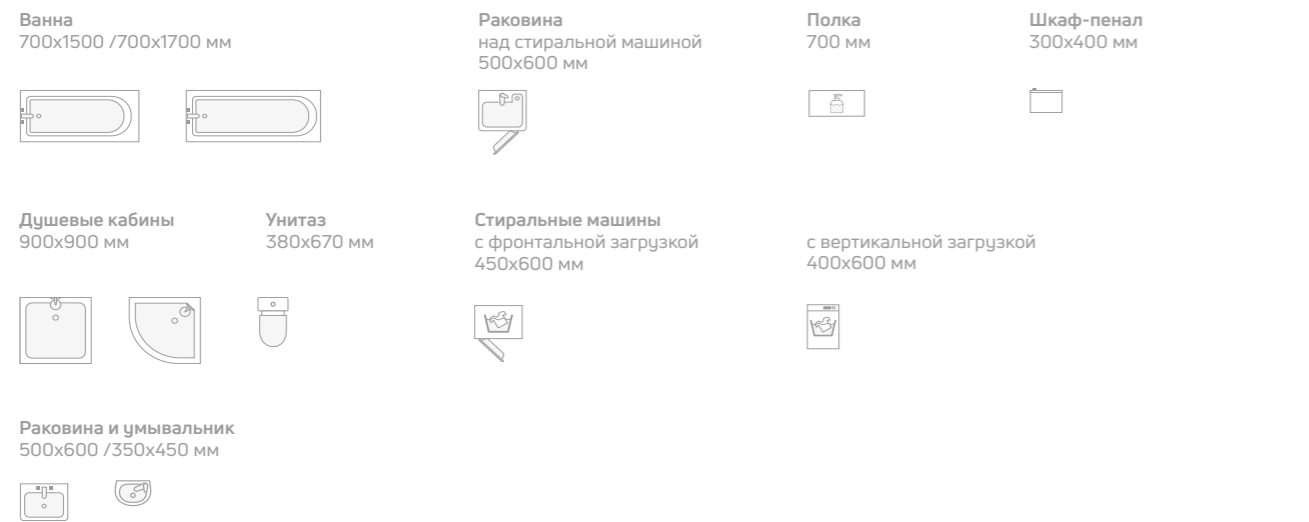 Ванна
700x1500 /700x1700 мм
Раковина
над стиральной машиной
500x600 мм
Полка
700 мм
Шкаф-пенал
300x400 мм
Душевые кабины
900x900 мм
Унитаз
380x670 мм
Стиральные машины
с фронтальной загрузкой
450x600 мм
с вертикальной загрузкой
400x600 мм
Раковина и умывальник
500x600 /350x450 мм